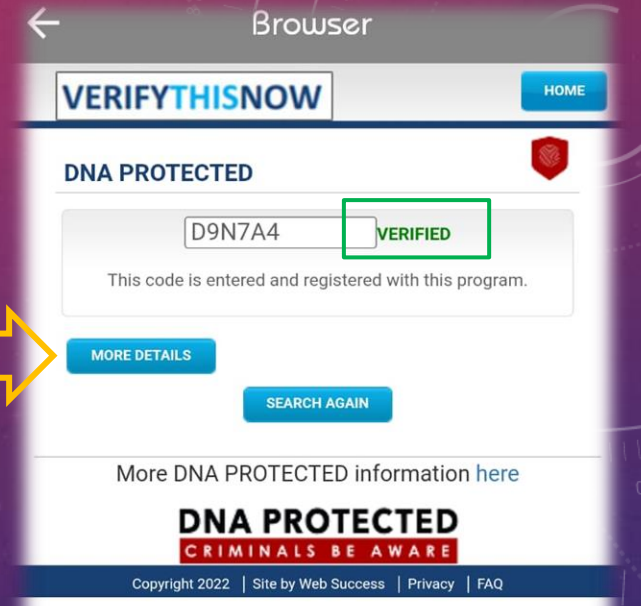 Browser
VERIFYTHISNOW
HOME
DNA PROTECTED
D9N7A4 VERIFIED
This code is entered and registered with this program.
MORE DETAILS
SEARCH AGAIN
More DNA PROTECTED information here
DNA PROTECTED
CRIMINALS BE AWARE
Copyright 2022 | Site by Web Success | Privacy | FAQ